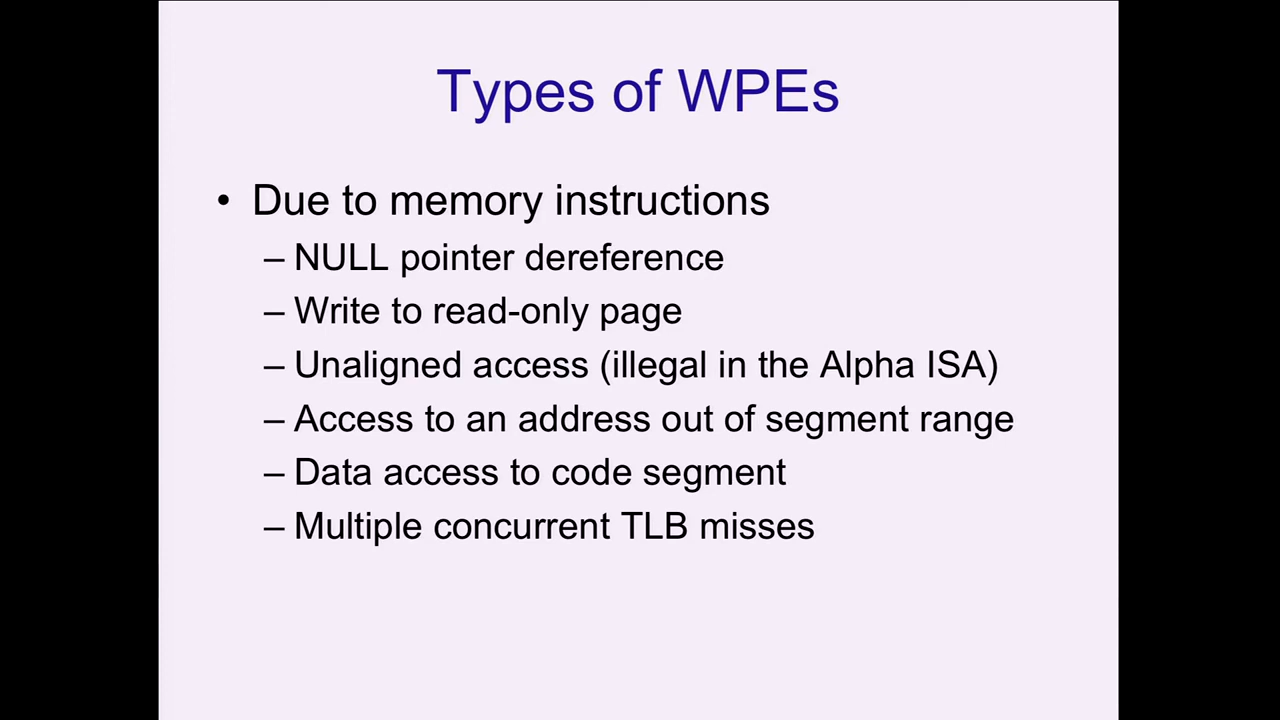 Types of WPEs
• Due to memory instructions
– NULL pointer dereference
– Write to read-only page
– Unaligned access (illegal in the Alpha ISA)
– Access to an address out of segment range
– Data access to code segment
– Multiple concurrent TLB misses